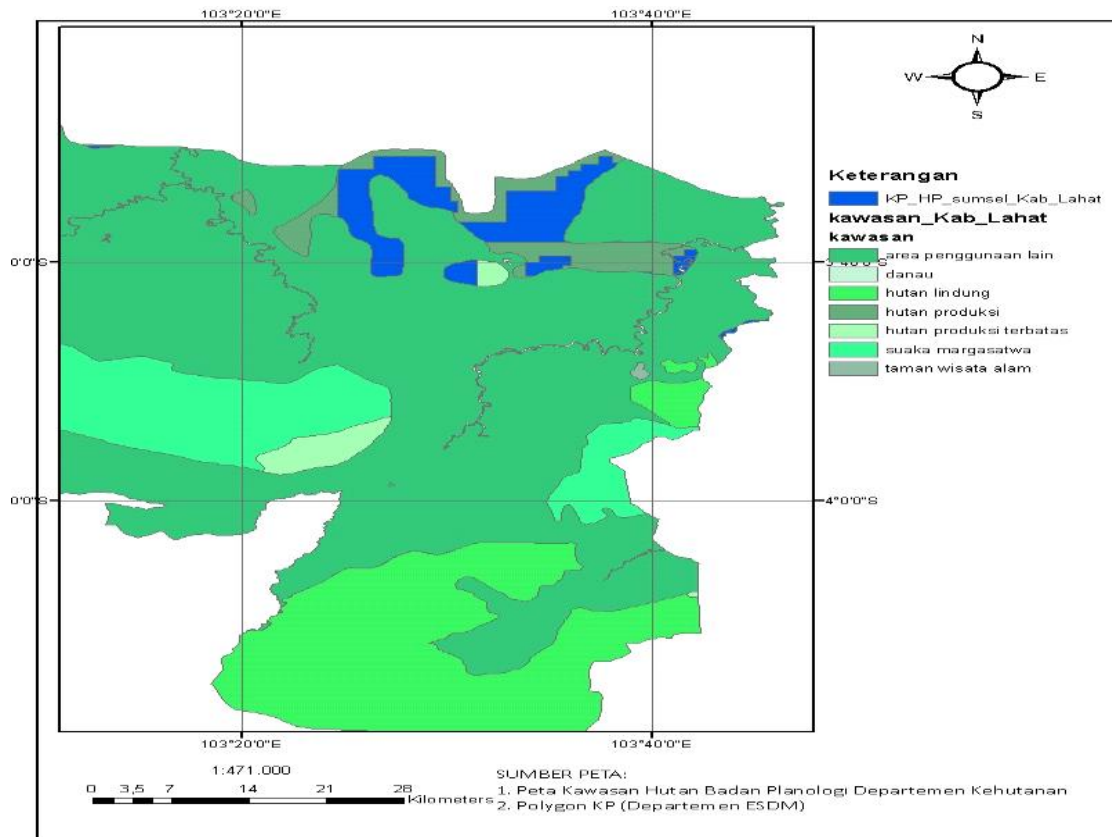 103°20'0"E 103°40'0"E
N
W E
S
Keterangan
KP_HP_sumsel_Kab_Lahat
kawasan_Kab_Lahat
kawasan
area penggunaan lain
0'0"S
danau
hutan lindung
hutan produksi
hutan produksi terbatas
suaka margasatwa
taman wisata alam
0'0"S 4°0'0"S
103°20'0"E 103°40'0"E
1:471.000
0 3,5 7 14 21 28
Kilometers
SUMBER PETA:
1. Peta Kawasan Hutan Badan Planologi Departemen Kehutanan
2. Polygon KP (Departemen ESDM)